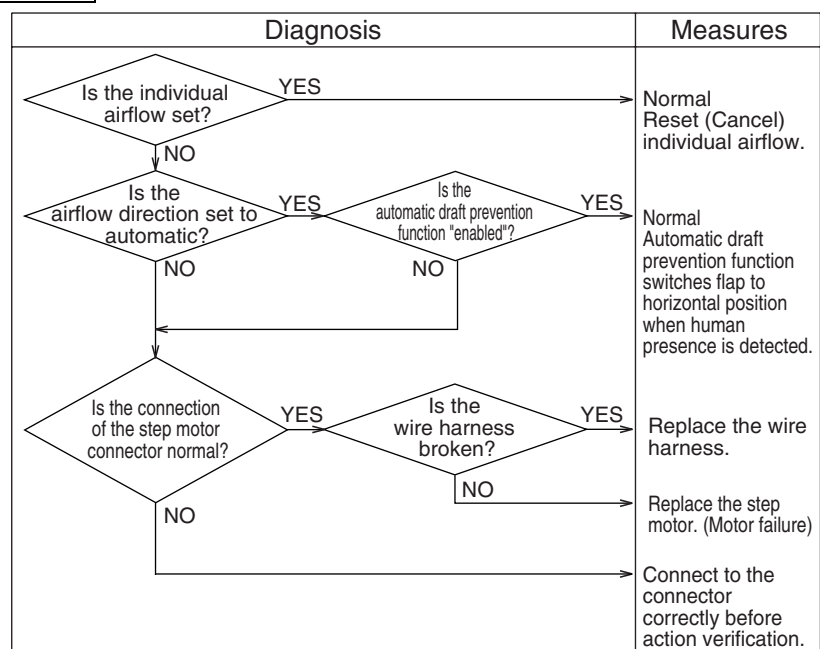 Diagnosis
Measures
Is the individual
airflow set?
YES
NO
Normal
Reset (Cancel)
individual airflow.
Is the
airflow direction set to
automatic?
YES
NO
Is the
automatic draft prevention
function "enabled"?
YES
NO
Normal
Automatic draft
prevention function
switches flap to
horizontal position
when human
presence is detected.
Is the connection
of the step motor
connector normal?
YES
NO
Is the
wire harness
broken?
YES
NO
Replace the wire
harness.
Replace the step
motor. (Motor failure)
Connect to the
connector
correctly before
action verification.